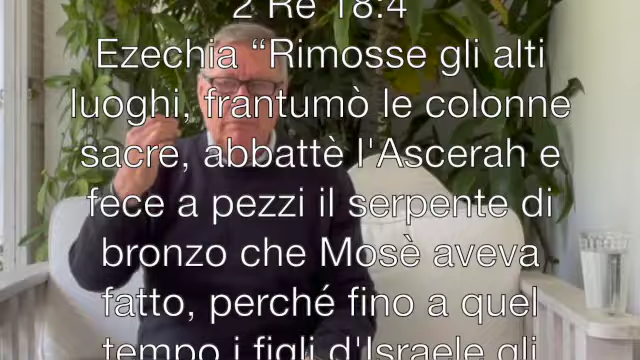 2 Re 18:4
Ezechia “Rimosse gli alti
luoghi, frantumò le colonne
sacre, abbattè l'Ascerah e
fece a pezzi il serpente di
bronzo che Mosè aveva
fatto, perché fino a quel
tempo i figli d'Israele gli